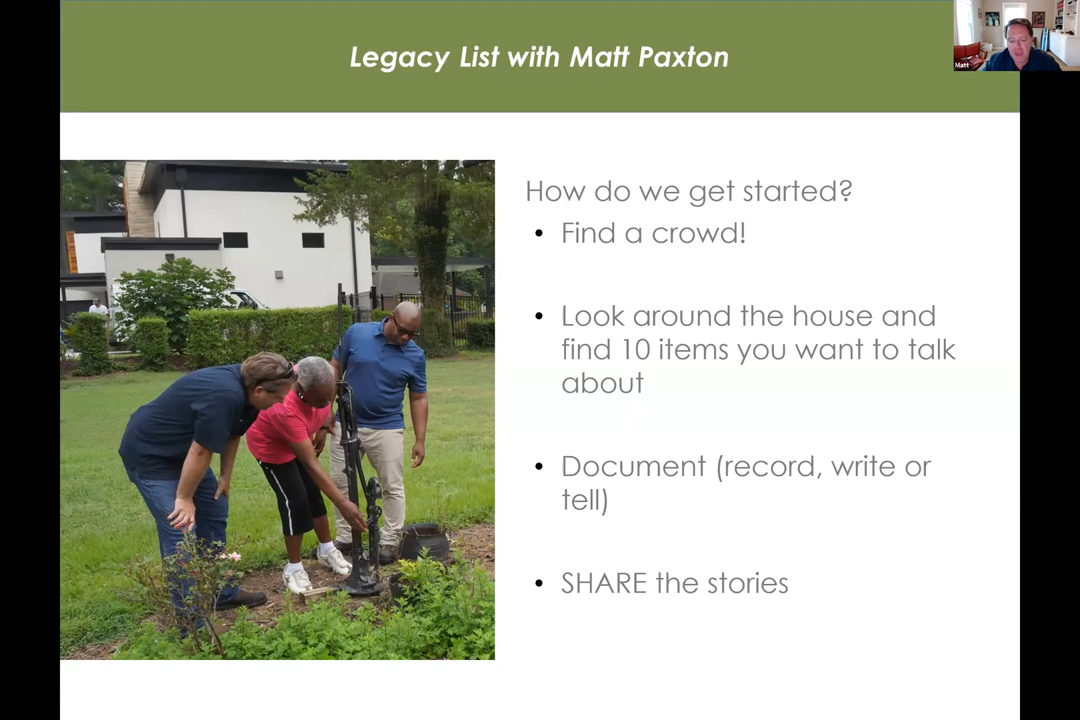 Legacy List with Matt Paxton
Matt
How do we get started?
• Find a crowd!
• Look around the house and
find 10 items you want to talk
about
• Document (record, write or
tell)
• SHARE the stories